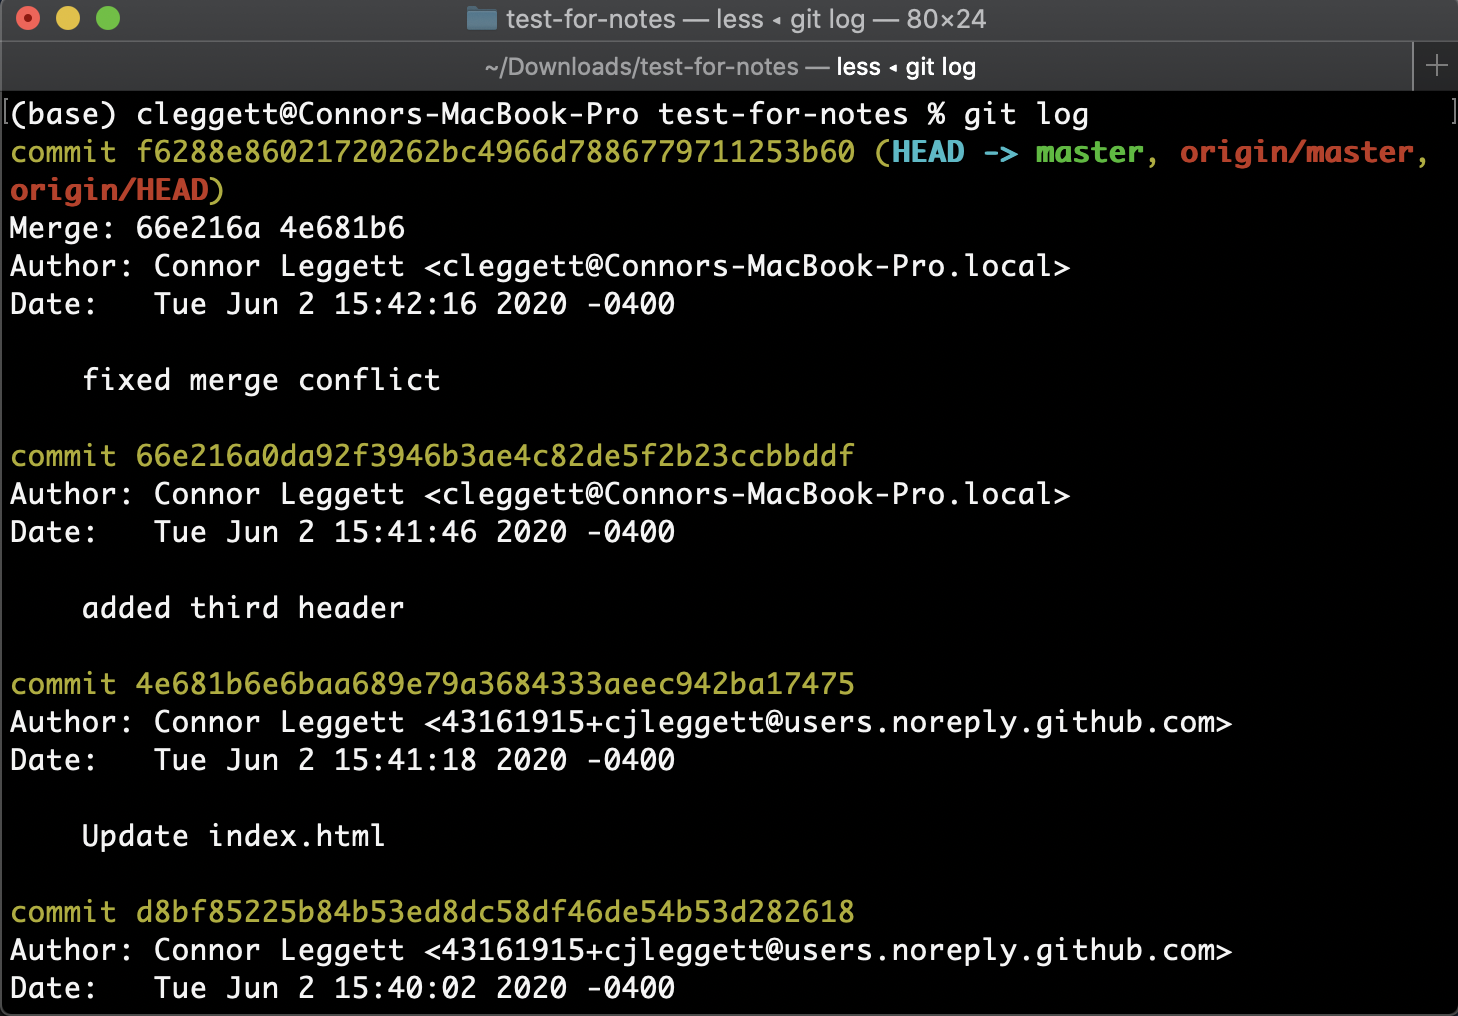 test-for-notes — less ◂ git log — 80×24
~/Downloads/test-for-notes — less ◂ git log
(base) cleggett@Connors-MacBook-Pro test-for-notes % git log
commit f6288e86021720262bc4966d7886779711253b60 (HEAD -> master, origin/master,
origin/HEAD)
Merge: 66e216a 4e681b6
Author: Connor Leggett <cleggett@Connors-MacBook-Pro.local>
Date:   Tue Jun 2 15:42:16 2020 -0400
    fixed merge conflict
commit 66e216a0da92f3946b3ae4c82de5f2b23ccbbddf
Author: Connor Leggett <cleggett@Connors-MacBook-Pro.local>
Date:   Tue Jun 2 15:41:46 2020 -0400
    added third header
commit 4e681b6e6baa689e79a3684333aeec942ba17475
Author: Connor Leggett <43161915+cjleggett@users.noreply.github.com>
Date:   Tue Jun 2 15:41:18 2020 -0400
    Update index.html
commit d8bf85225b84b53ed8dc58df46de54b53d282618
Author: Connor Leggett <43161915+cjleggett@users.noreply.github.com>
Date:   Tue Jun 2 15:40:02 2020 -0400